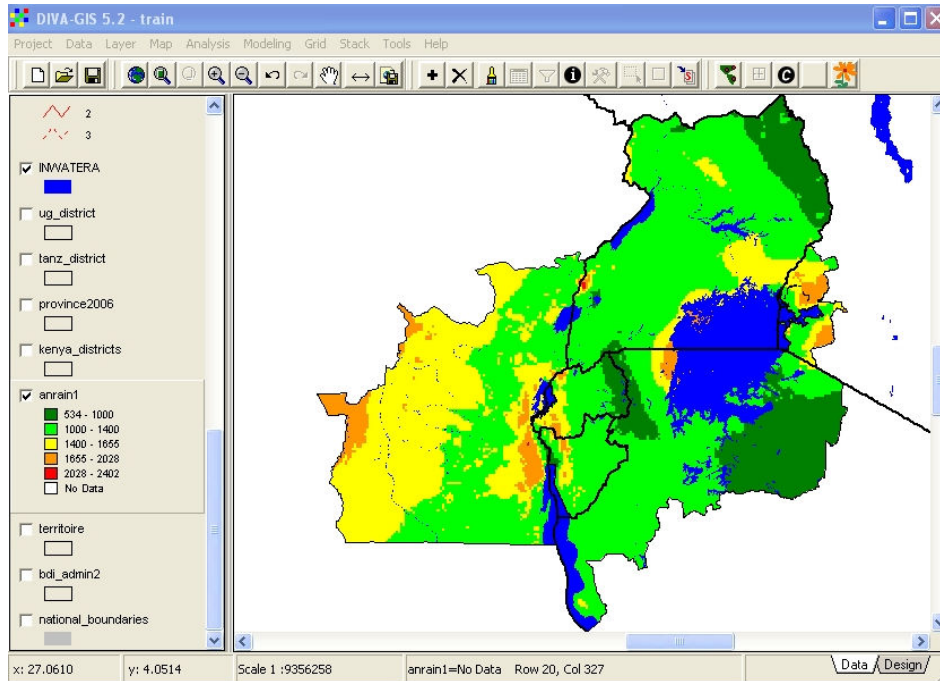 DIVA-GIS 5.2 - train
Project Data Layer Map Analysis Modeling Grid Stack Tools Help
2
3
INWATERA
ug_district
tanz_district
province2006
kenya_districts
anrain1
534 - 1000
1000 - 1400
1400 - 1655
1655 - 2028
2028 - 2402
No Data
territoire
bdi_admin2
national_boundaries
x: 27.0610 y: 4.0514 Scale 1 :9356258 anrain1=No Data Row 20, Col 327 Data Design